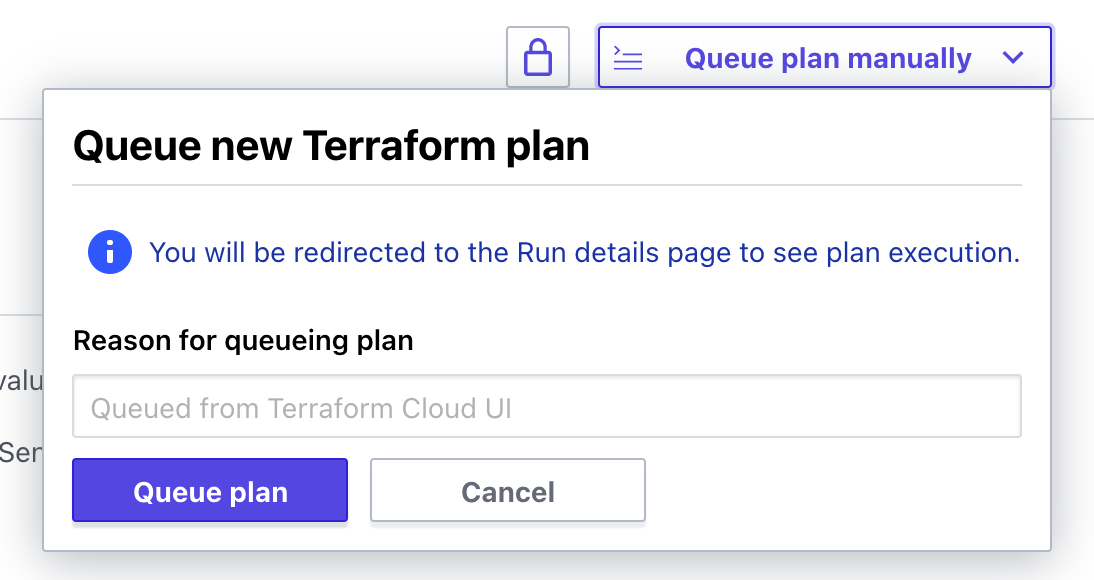 Queue plan manually
Queue new Terraform plan
You will be redirected to the Run details page to see plan execution.
Reason for queueing plan
valu
Queued from Terraform Cloud UI
Ser
Queue plan
Cancel